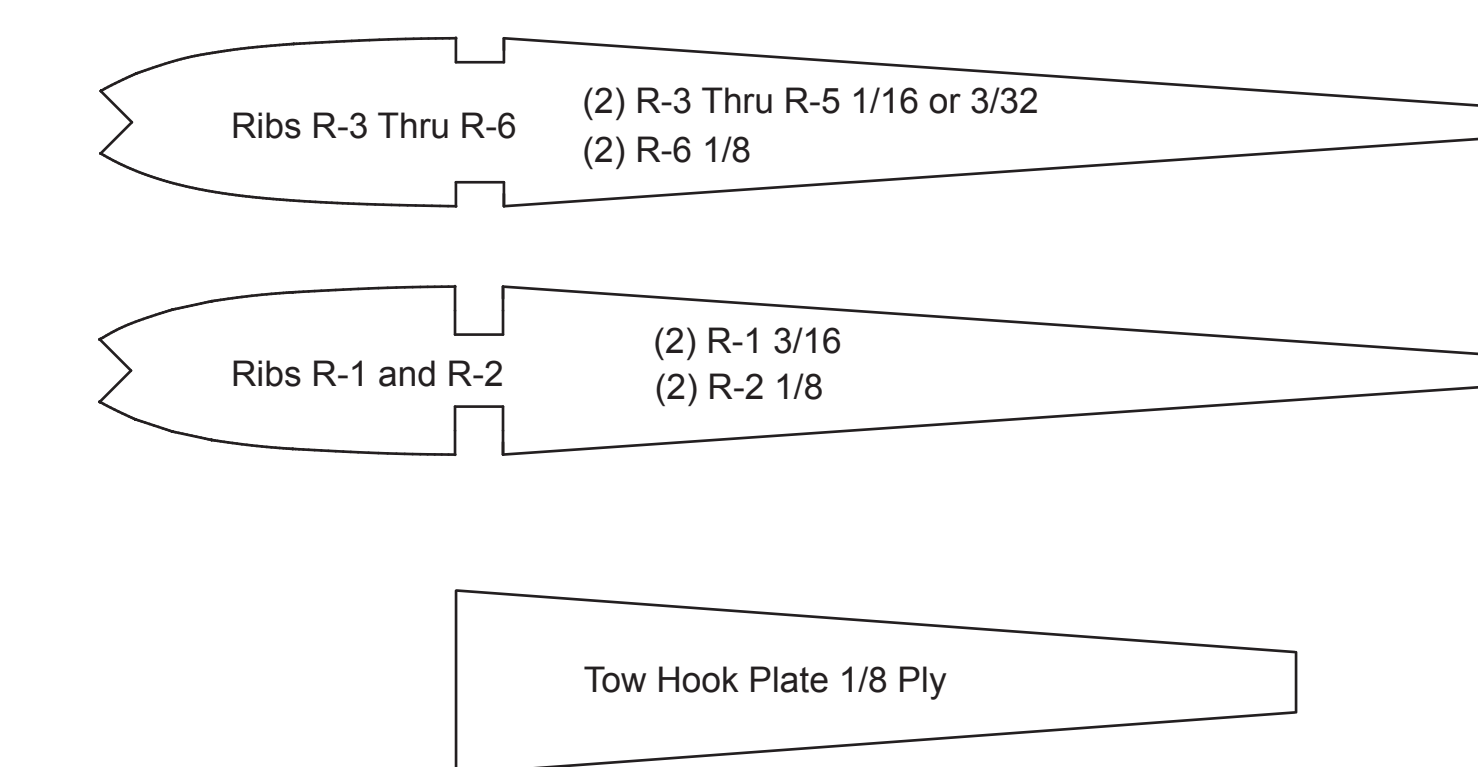 Ribs R-3 Thru R-6
(2) R-3 Thru R-5 1/16 or 3/32
(2) R-6 1/8
Ribs R-1 and R-2
(2) R-1 3/16
(2) R-2 1/8
Tow Hook Plate 1/8 Ply